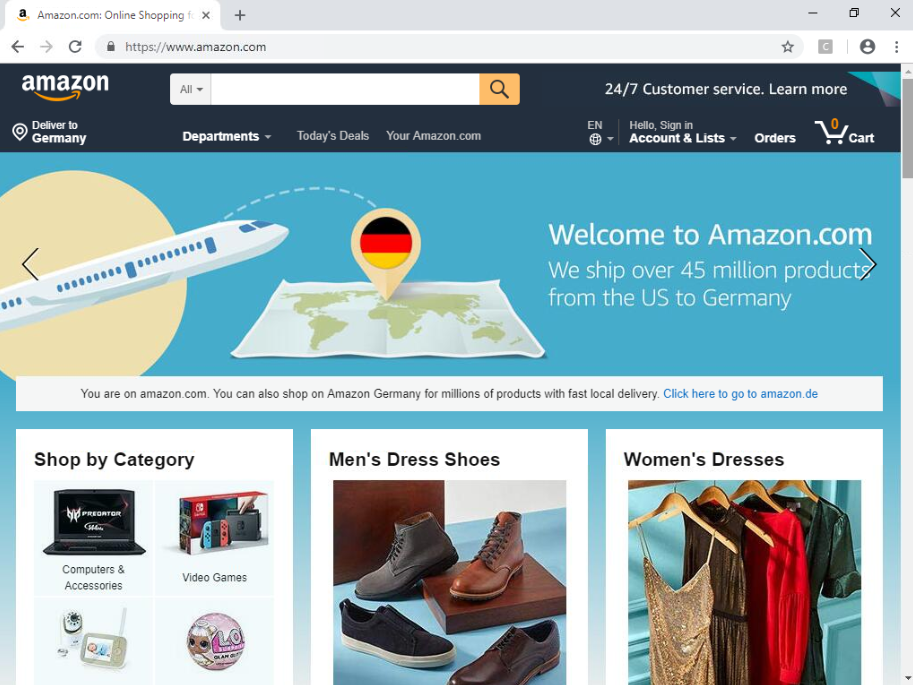 Amazon.com: Online Shopping f
https://www.amazon.com
amazon
All
24/7 Customer service. Learn more
Deliver to
Germany
Departments
Today's Deals
Your Amazon.com
EN
Hello, Sign in
Account & Lists
Orders
0
Cart
Welcome to Amazon.com
We ship over 45 million products
from the US to Germany
You are on amazon.com. You can also shop on Amazon Germany for millions of products with fast local delivery. Click here to go to amazon.de
Shop by Category
Men's Dress Shoes
Women's Dresses
PREDATOR
Computers &
Accessories
Video Games